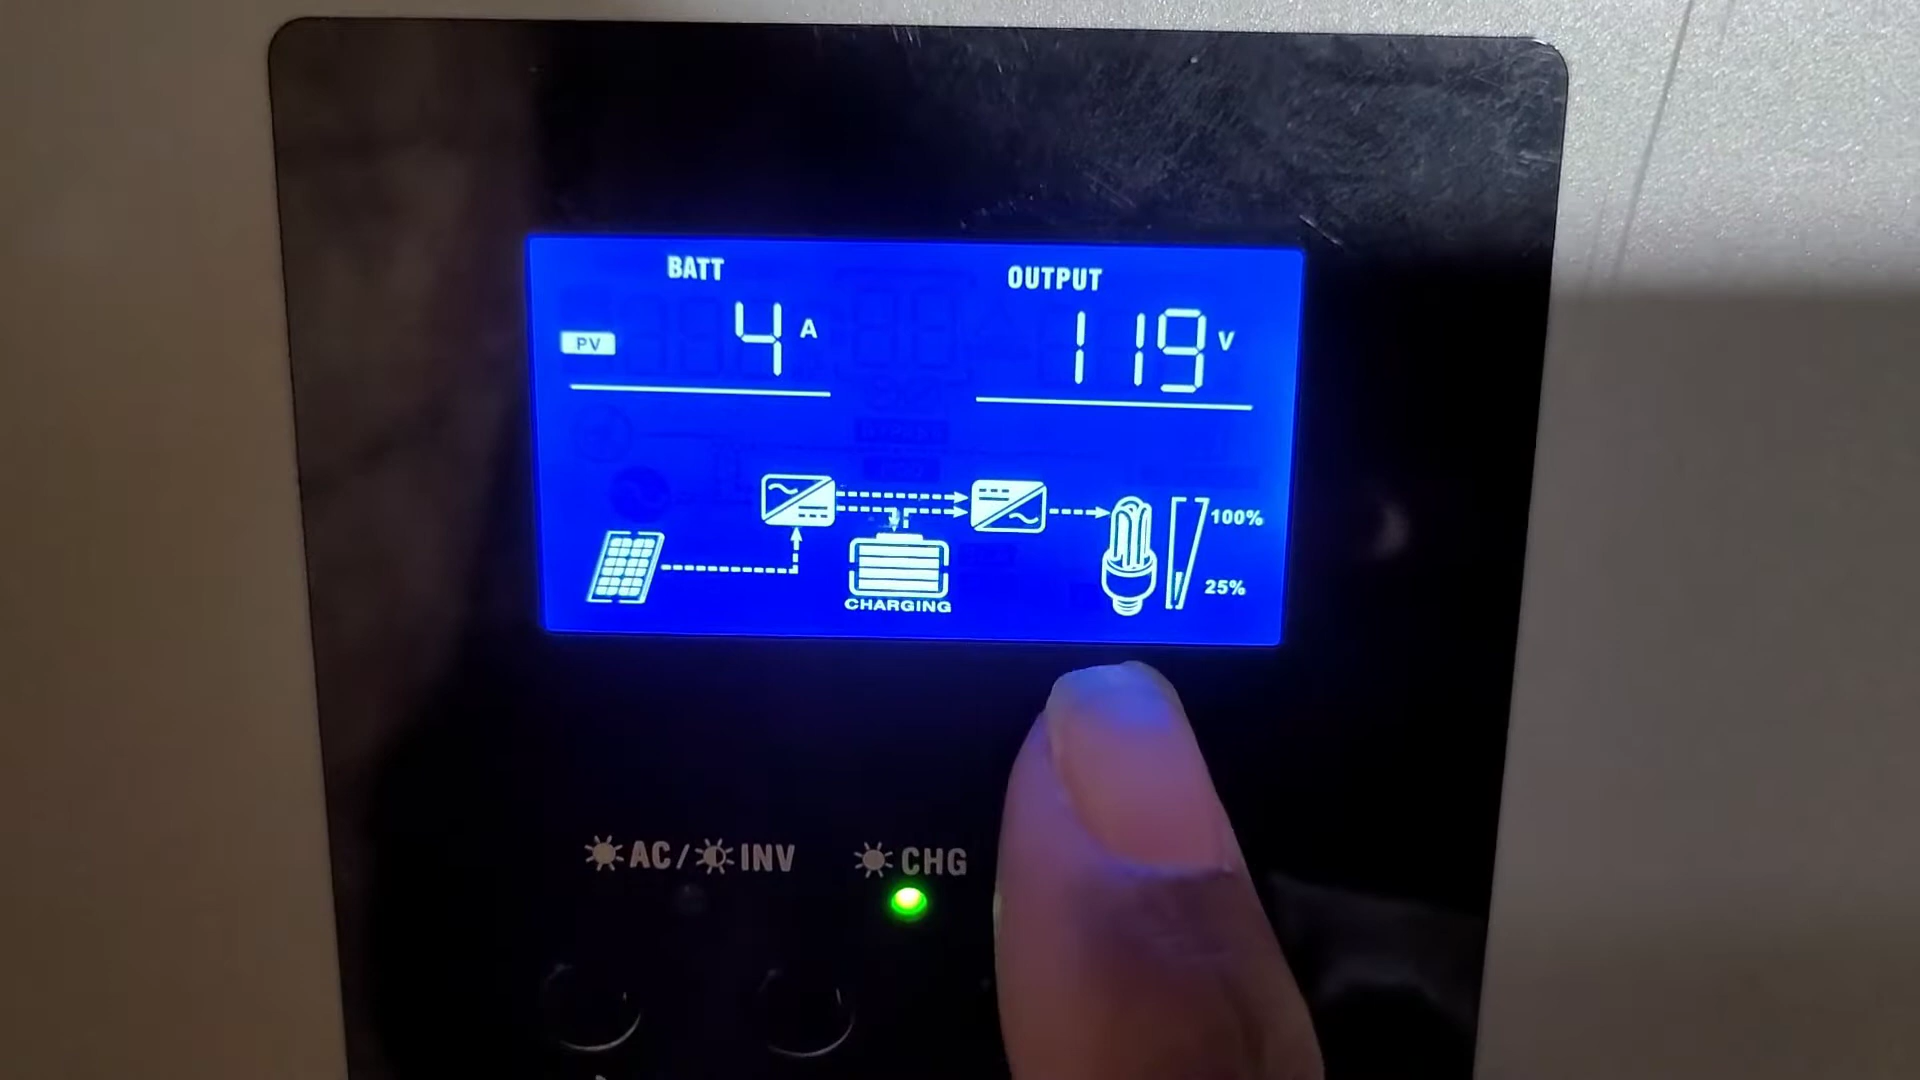 BATT
OUTPUT
PV 4 A
119 V
100%
25%
CHARGING
AC/ INV
CHG